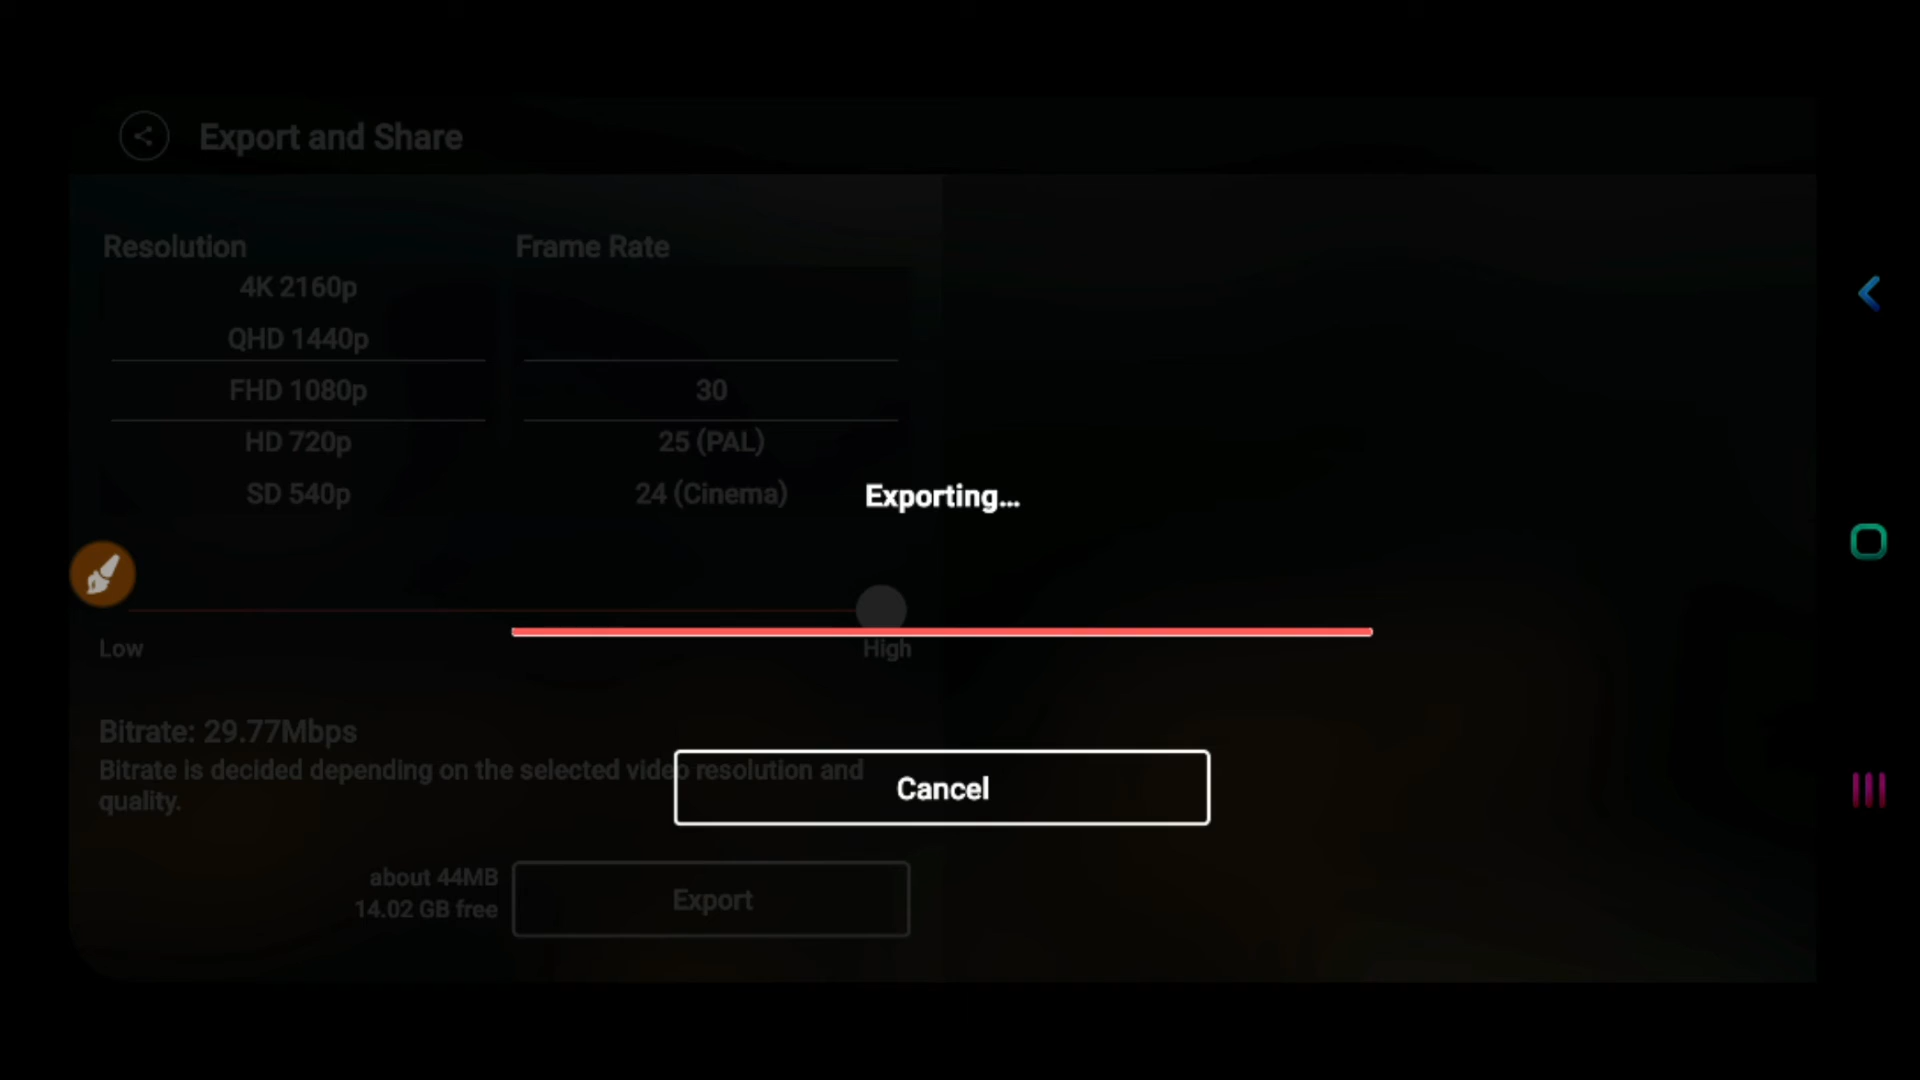 Export and Share
Resolution
Frame Rate
4K 2160p
QHD 1440p
FHD 1080p
30
HD 720p
25 (PAL)
SD 540p
24 (Cinema)
Exporting...
Low
High
Bitrate: 29.77Mbps
Bitrate is decided depending on the selected video resolution and
quality.
Cancel
about 44MB
14.02 GB free
Export